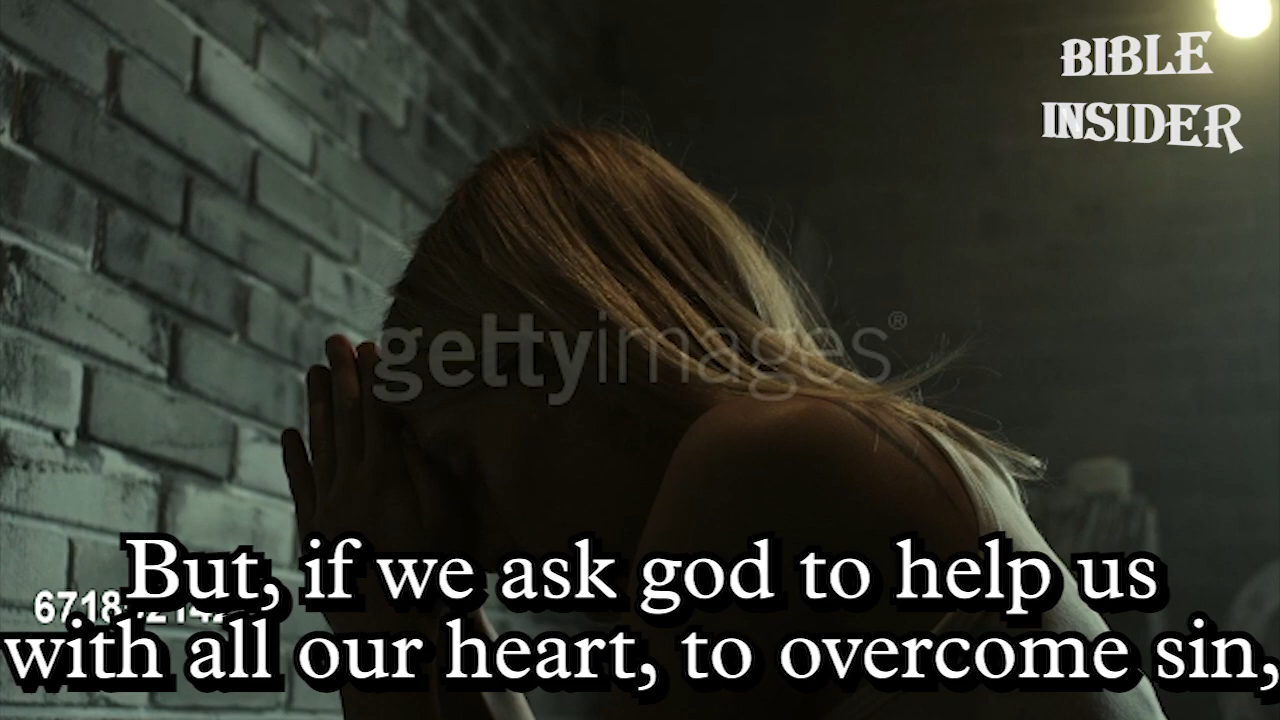 BIBLE
INSIDER
gettyimages®
But, if we ask god to help us
with all our heart, to overcome sin,